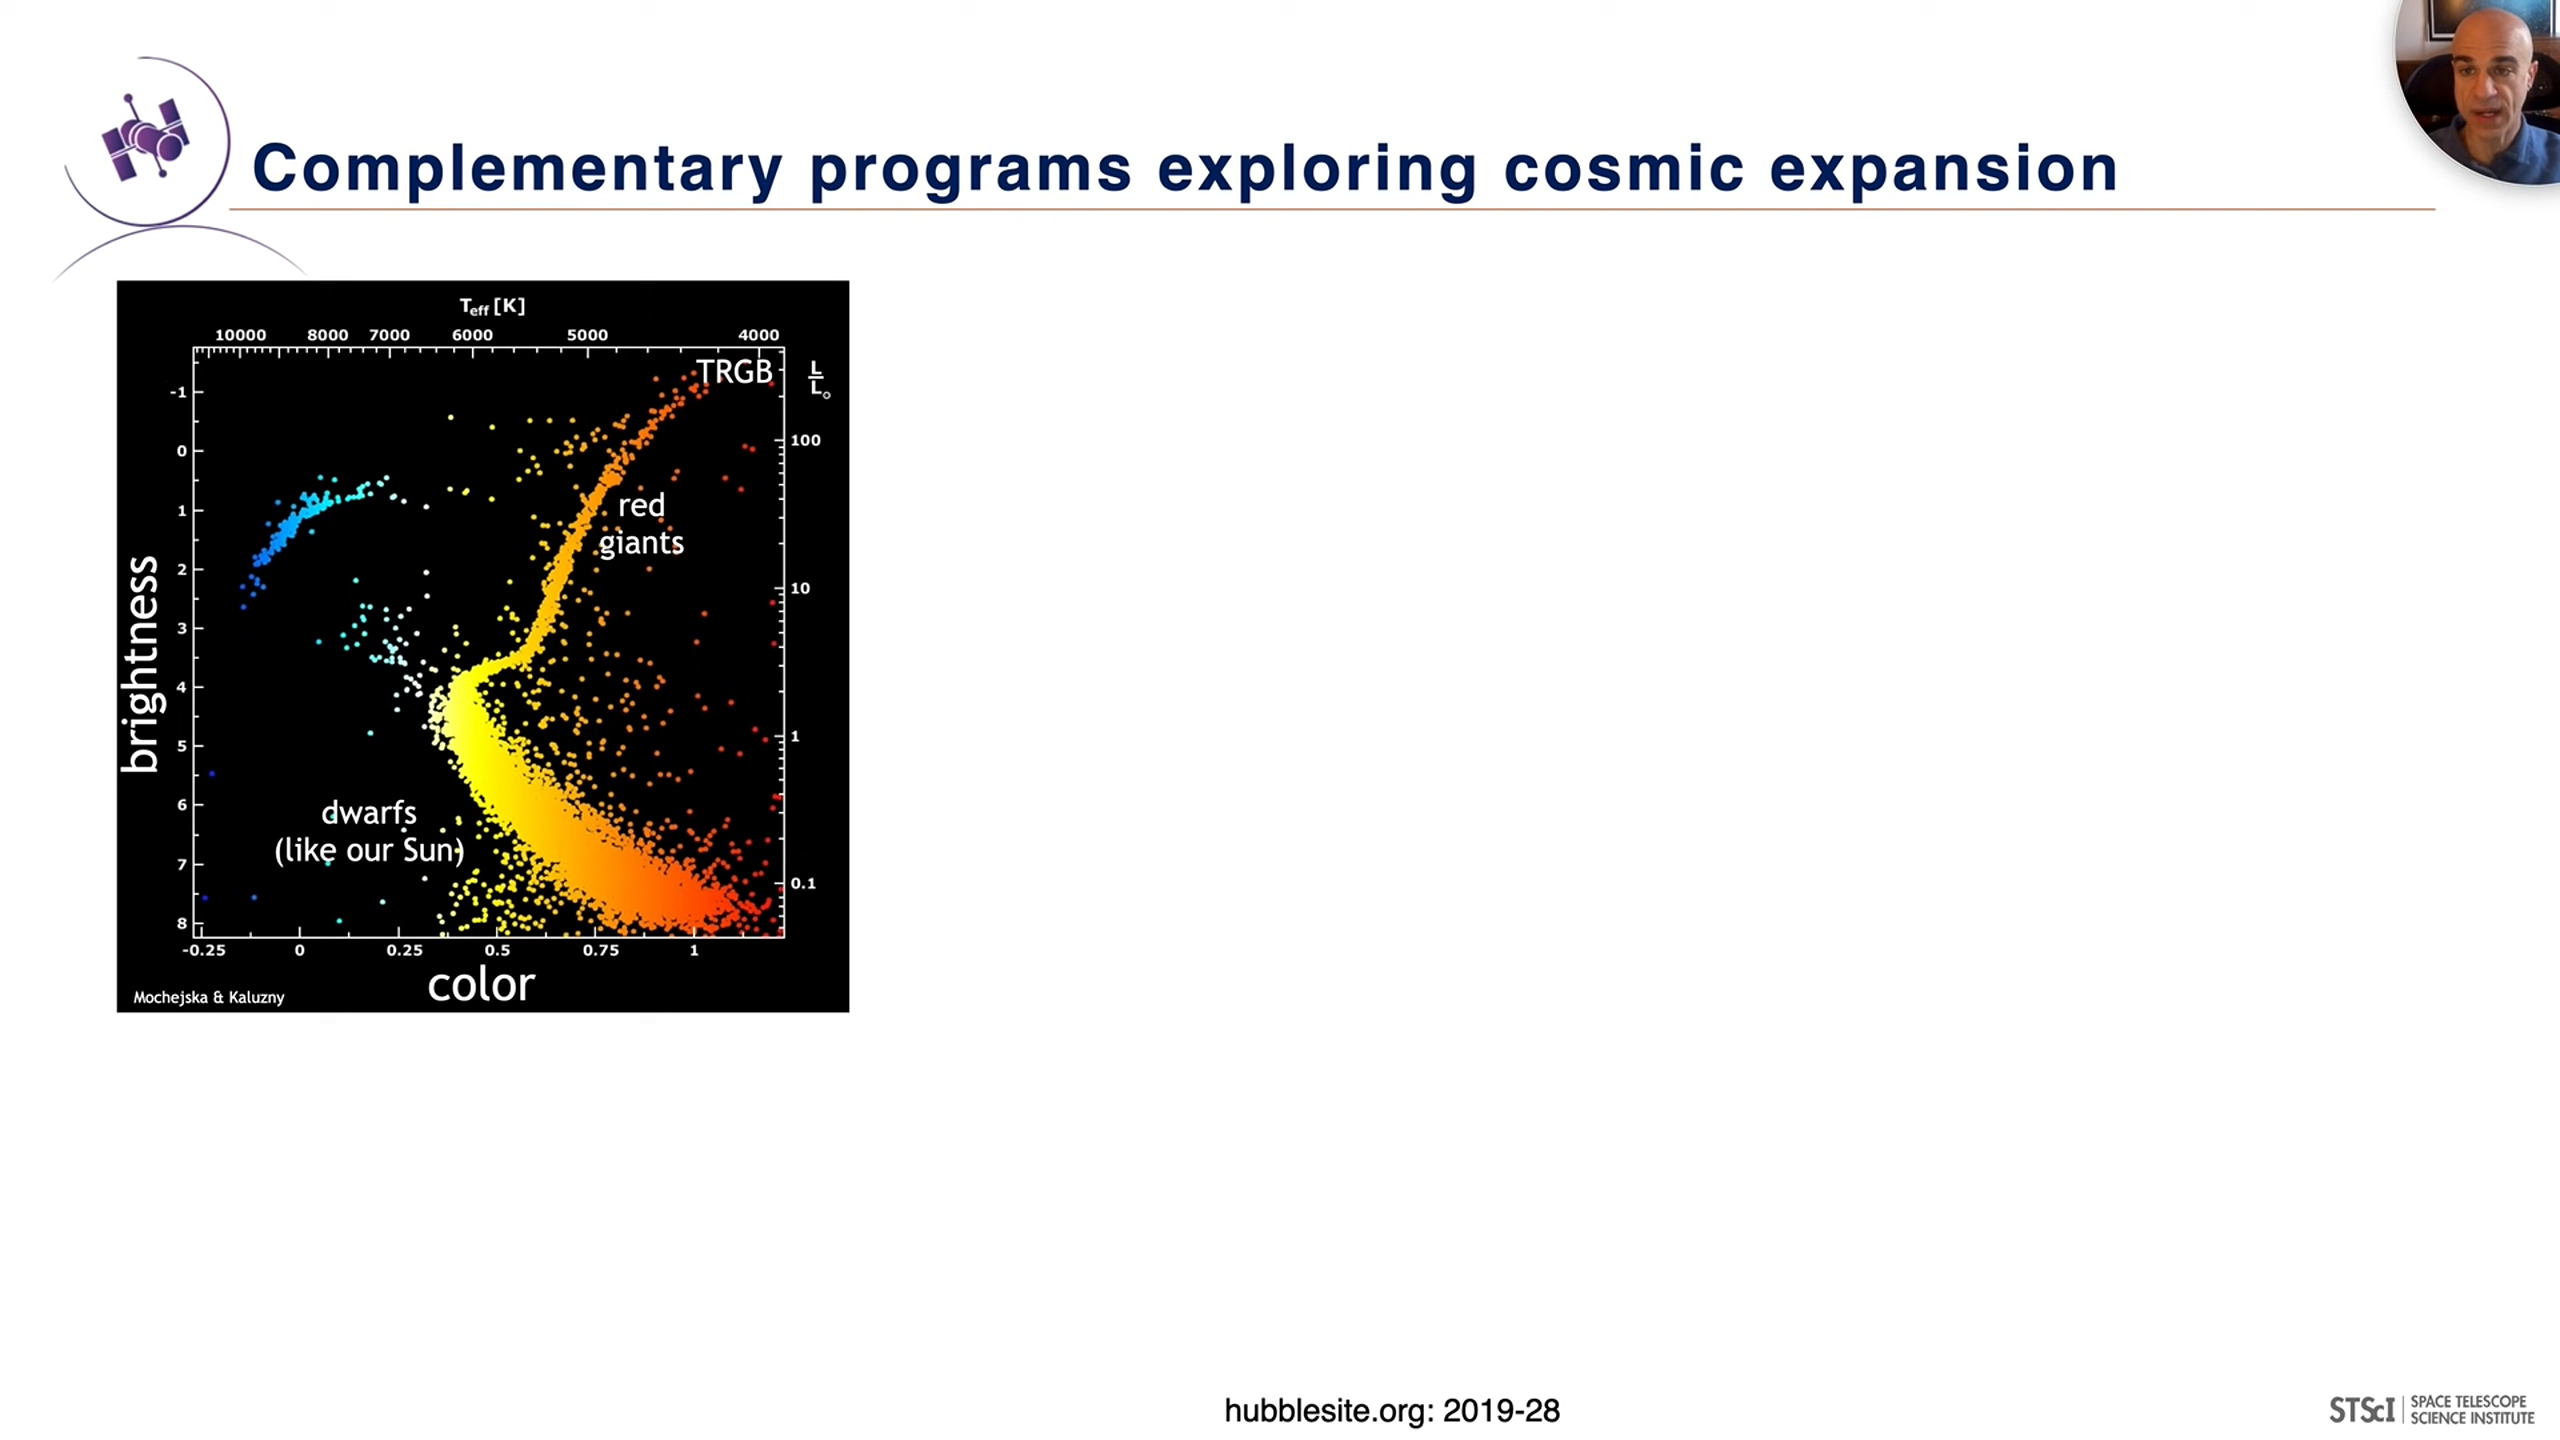 Complementary programs exploring cosmic expansion
Teff [K]
10000 8000 7000 6000 5000 4000
TRGB
L
L○
-1
0
1
2
3
4
5
6
7
8
brightness
100
10
1
0.1
red
giants
dwarfs
(like our Sun)
-0.25 0 0.25 0.5 0.75 1
color
Mochejska & Kaluzny
hubblesite.org: 2019-28
STScI | SPACE TELESCOPE
SCIENCE INSTITUTE